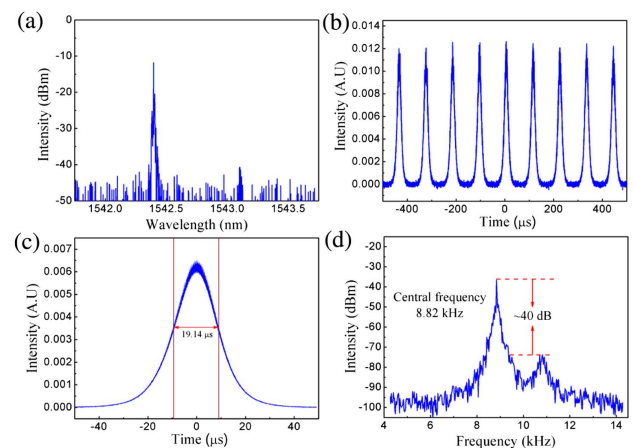 (a)
0
-10
-20
-30
-40
-50
Intensity (dBm)
1542.0 1542.5 1543.0 1543.5
Wavelength (nm)
(b)
0.014
0.012
0.010
0.008
0.006
0.004
0.002
0.000
Intensity (A.U)
-400 -200 0 200 400
Time (μs)
(c)
0.007
0.006
0.005
0.004
0.003
0.002
0.001
0.000
Intensity (A.U)
19.14 μs
-40 -20 0 20 40
Time (μs)
(d)
-20
-30
-40
-50
-60
-70
-80
-90
-100
Intensity (dBm)
Central frequency
8.82 kHz
~40 dB
4 6 8 10 12 14
Frequency (kHz)